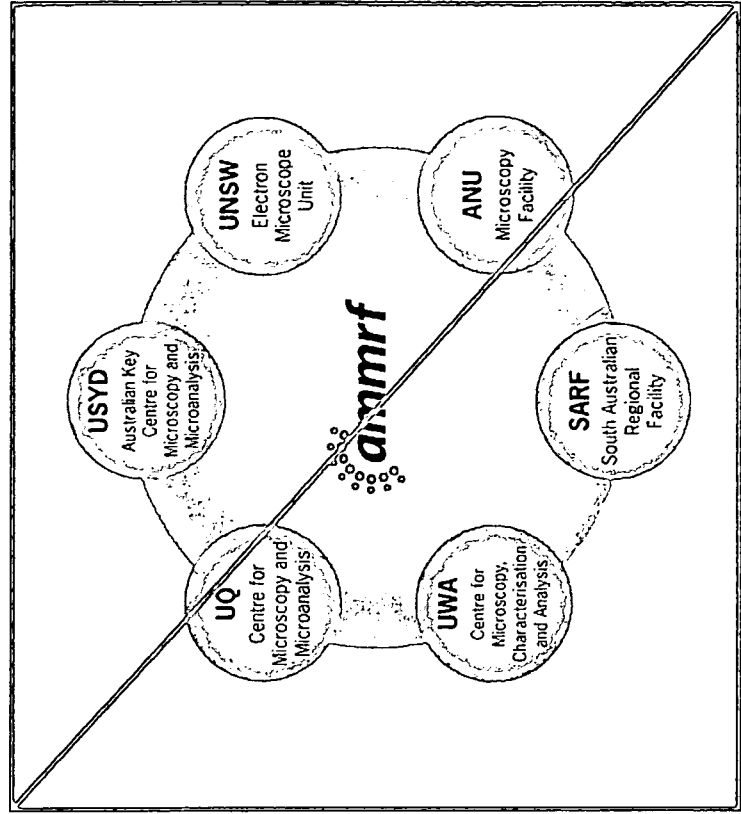 USYD
Australian Key
Centre for
Microscopy and
Microanalysis
UQ
Centre for
Microscopy and
Microanalysis
UNSW
Electron
Microscope
Unit
ammrf
UWA
Centre for
Microscopy,
Characterisation
and Analysis
ANU
Microscopy
Facility
SARF
South Australian
Regional
Facility